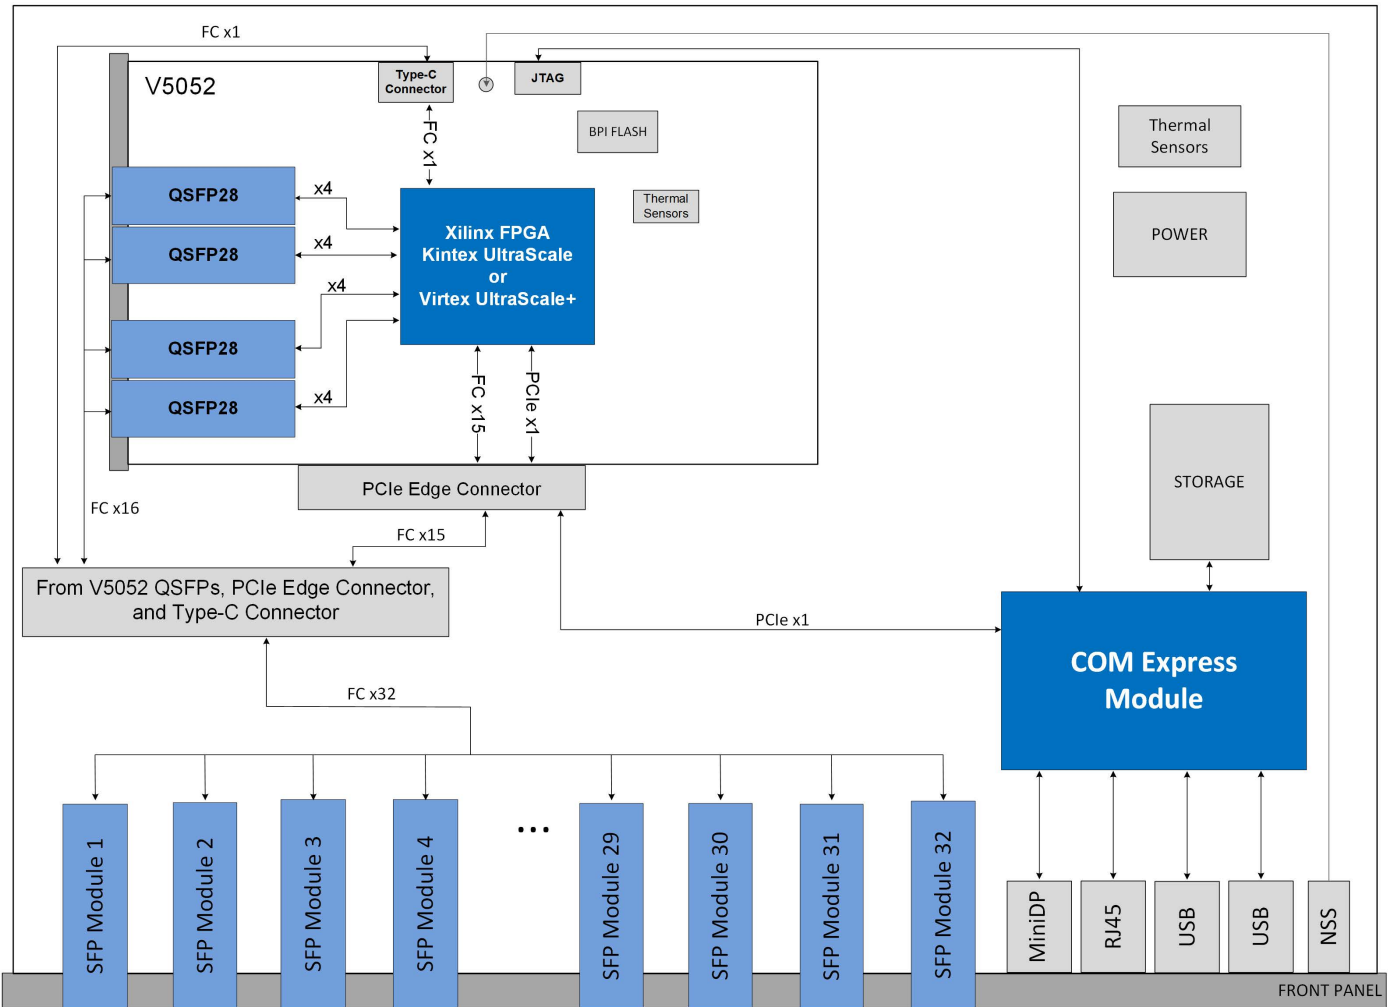 FC x1
V5052
Type-C
Connector
JTAG
BPI FLASH
FC x1
Thermal
Sensors
Thermal
Sensors
POWER
QSFP28
x4
QSFP28
x4
QSFP28
x4
QSFP28
x4
Xilinx FPGA
Kintex UltraScale
or
Virtex UltraScale+
FC x15
PCIe x1
PCIe Edge Connector
STORAGE
FC x16
FC x15
From V5052 QSFPs, PCIe Edge Connector,
and Type-C Connector
PCIe x1
COM Express
Module
FC x32
SFP Module 1
SFP Module 2
SFP Module 3
SFP Module 4
...
SFP Module 29
SFP Module 30
SFP Module 31
SFP Module 32
MiniDP
RJ45
USB
USB
NSS
FRONT PANEL